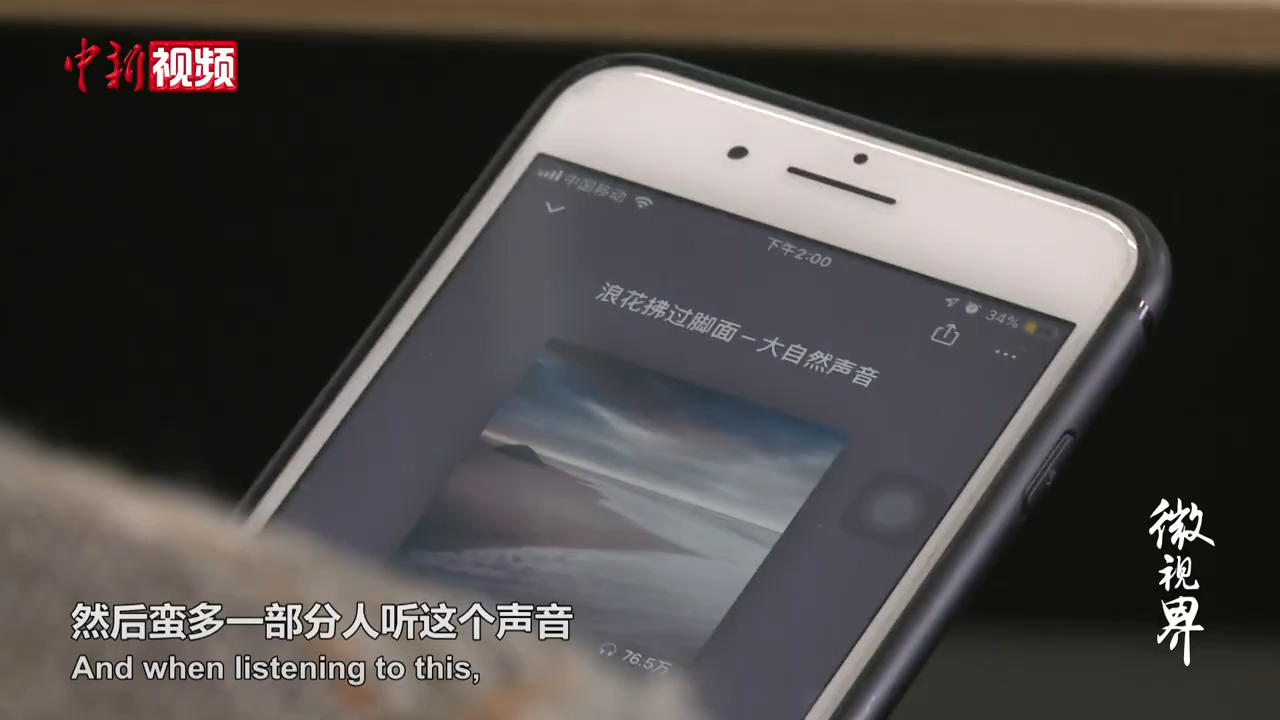 中新视频
中国移动
下午2:00
34%
浪花拂过脚面－大自然声音
76.5万
微视界
然后蛮多一部分人听这个声音
And when listening to this,